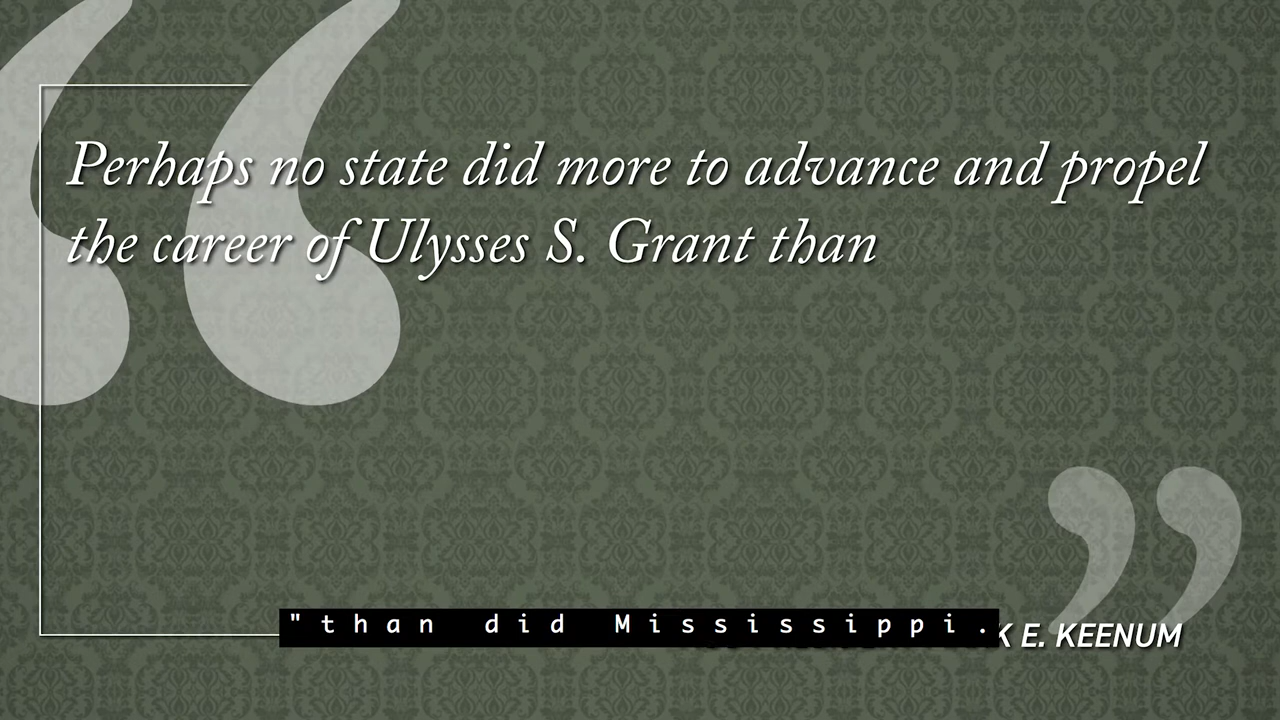 Perhaps no state did more to advance and propel
the career of Ulysses S. Grant than
"than did Mississippi.
K E. KEENUM